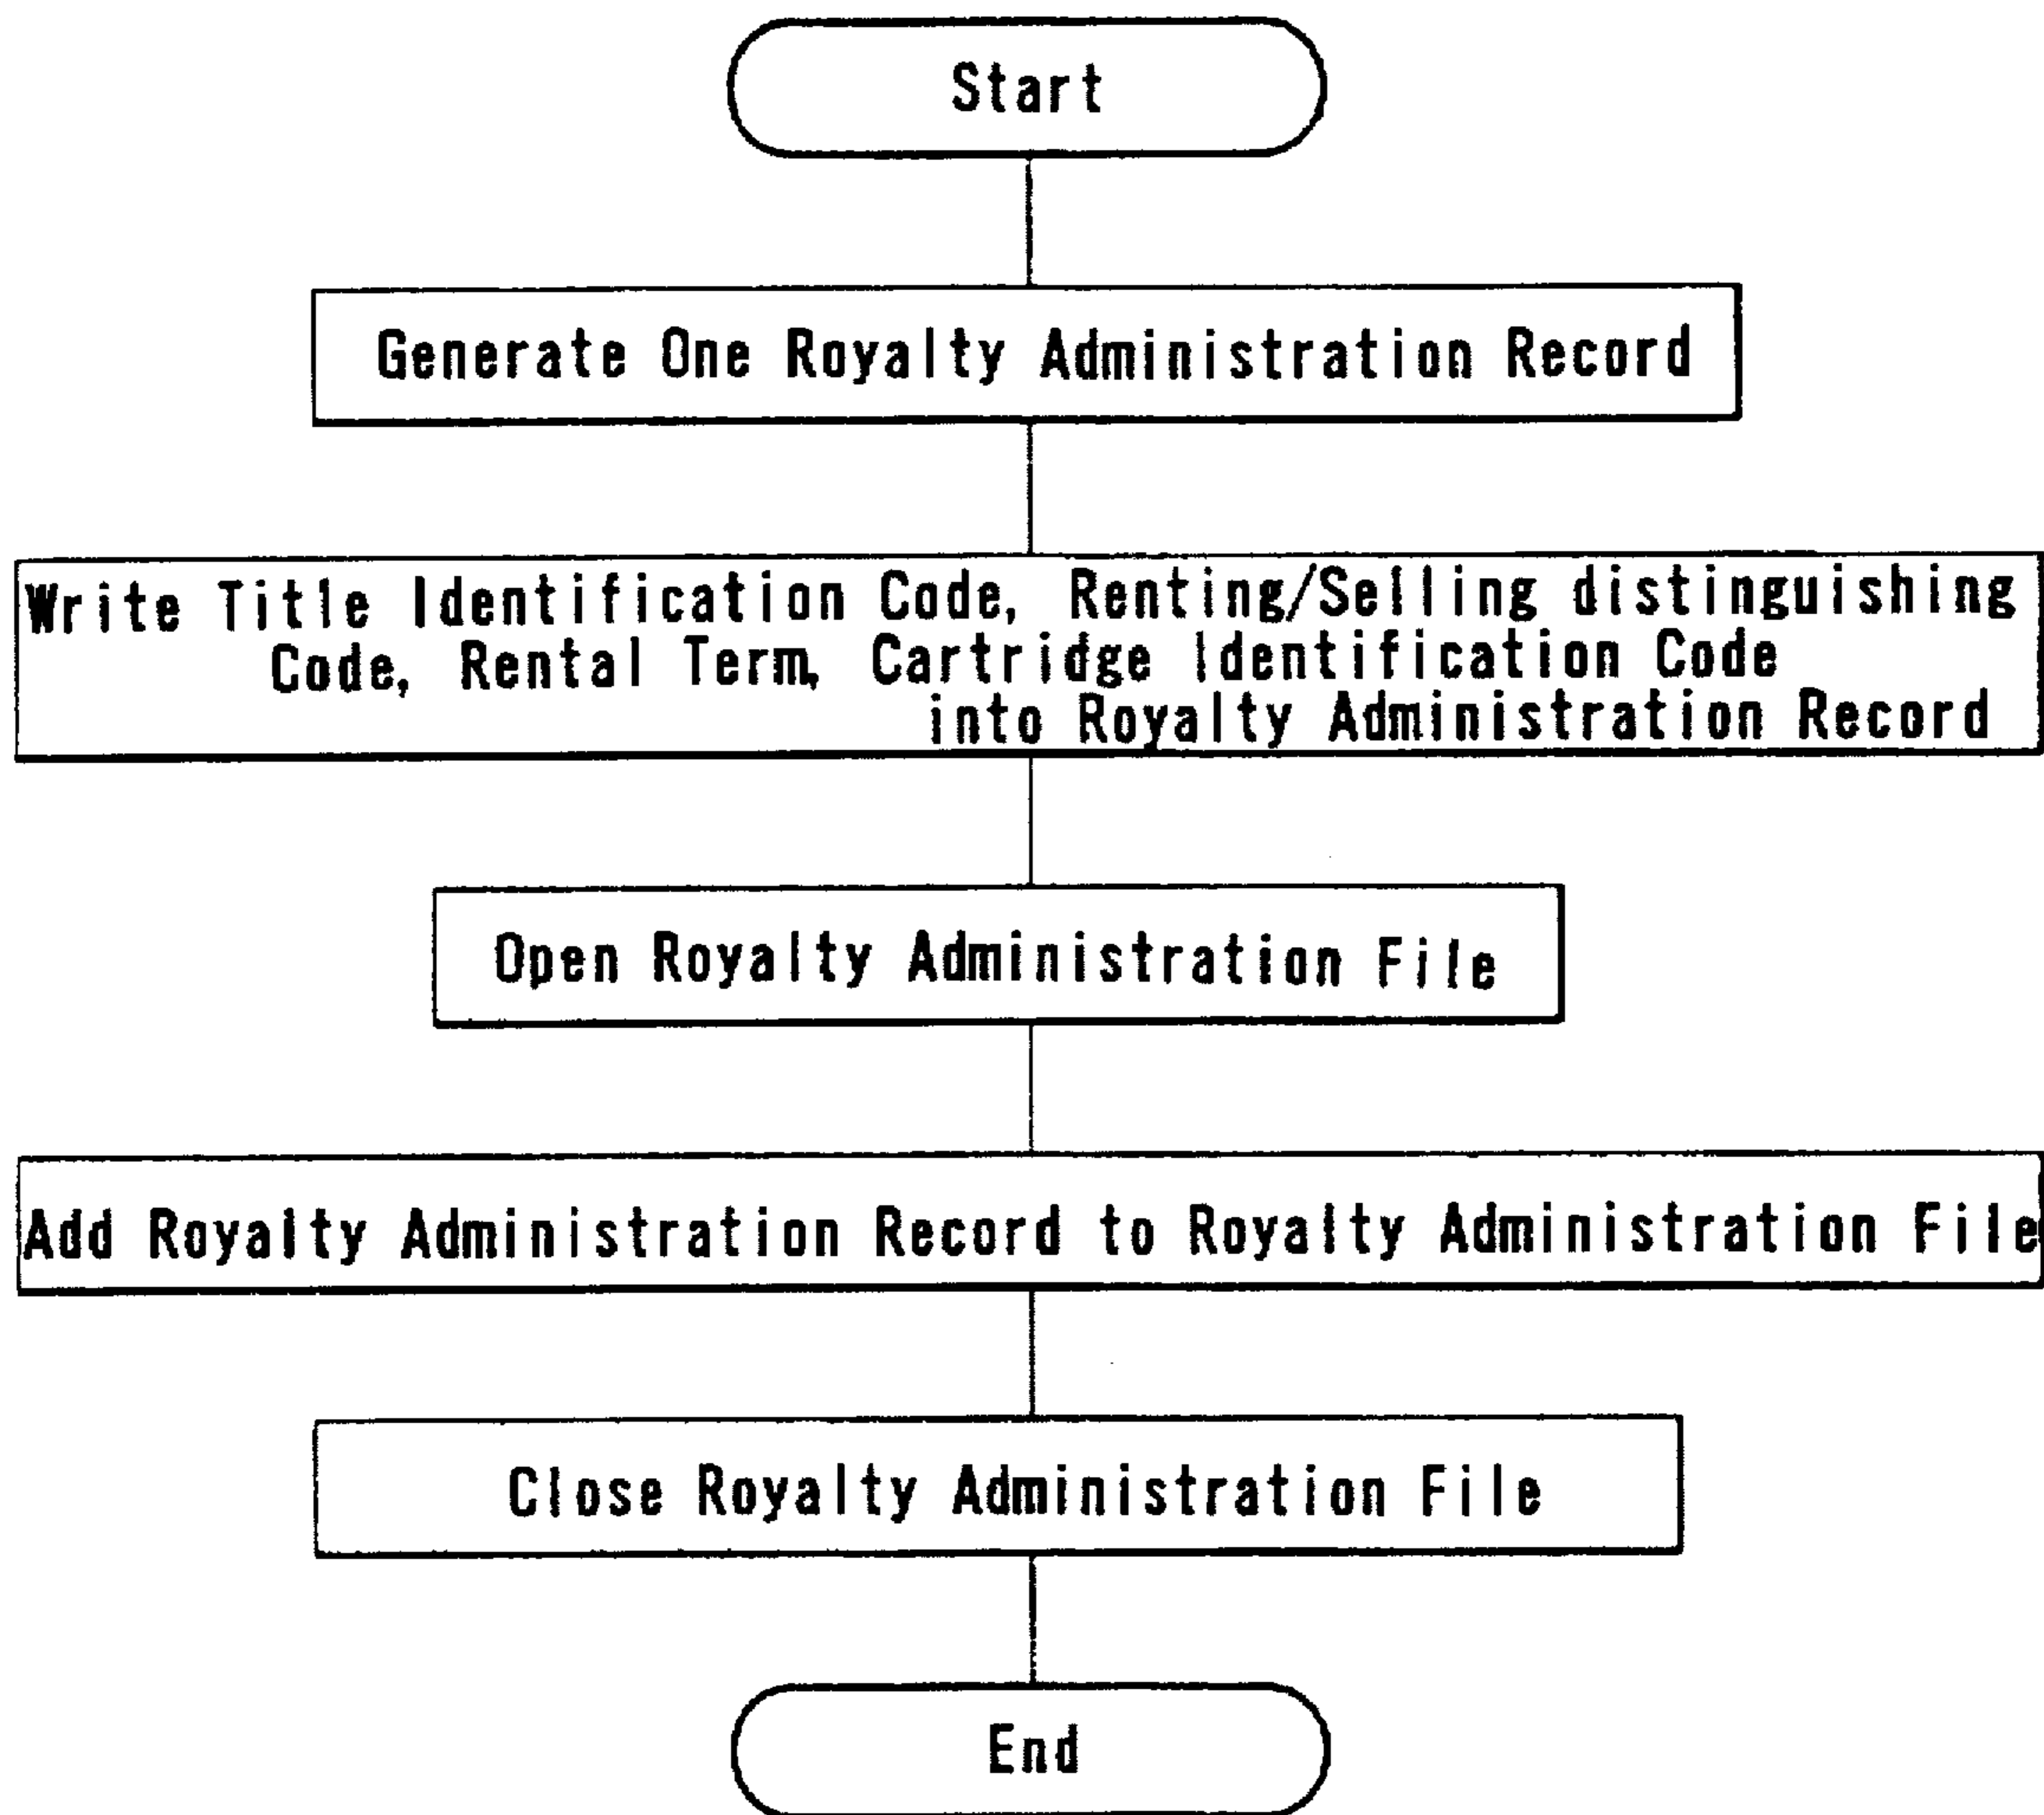 Start
Generate One Royalty Administration Record
Write Title Identification Code, Renting/Selling distinguishing
Code, Rental Term, Cartridge Identification Code
into Royalty Administration Record
Open Royalty Administration File
Add Royalty Administration Record to Royalty Administration File
Close Royalty Administration File
End